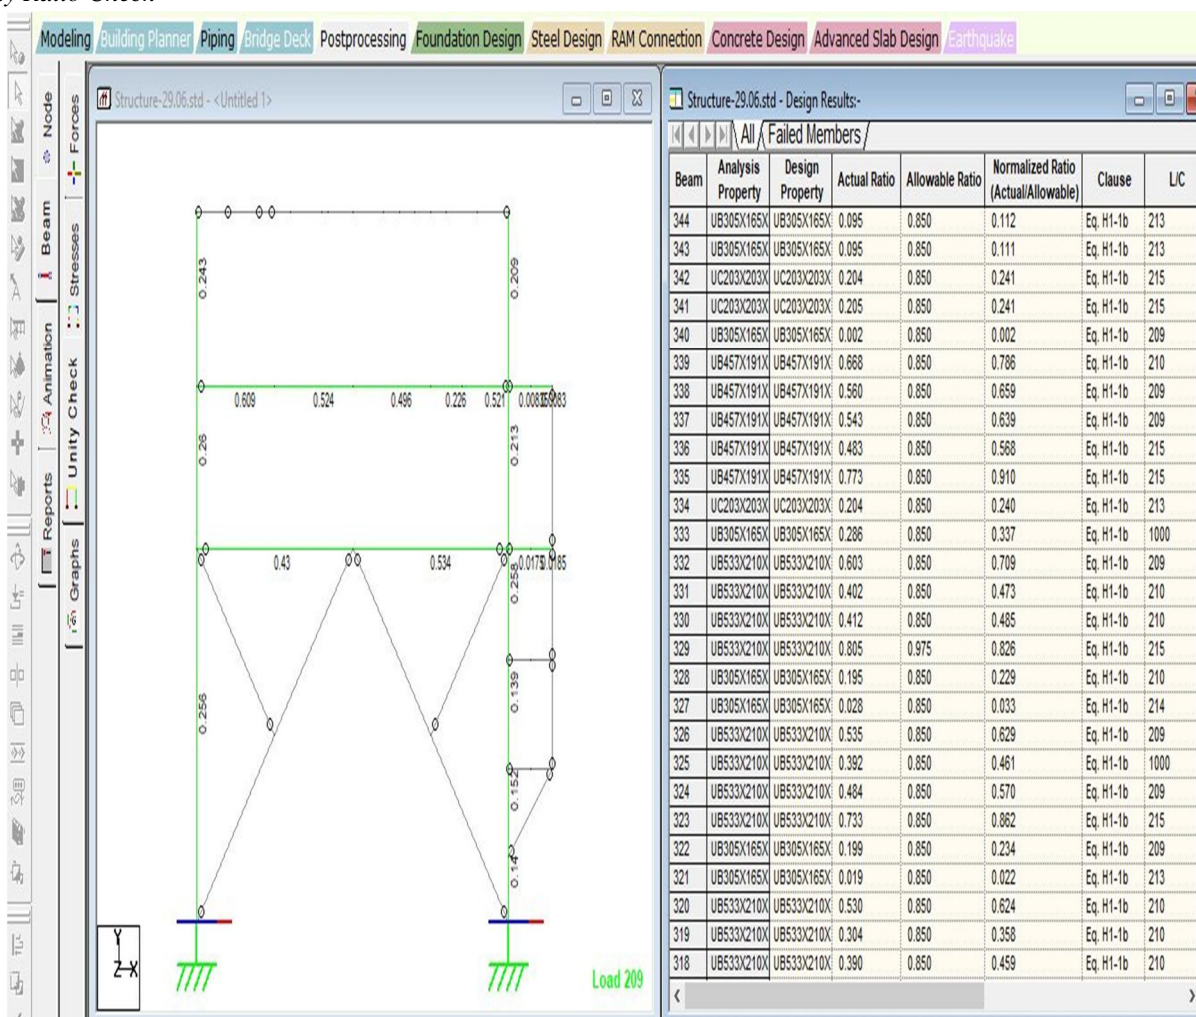 Modeling Building Planner Piping Bridge Deck Postprocessing Foundation Design Steel Design RAM Connection Concrete Design Advanced Slab Design Earthquake
Node
Beam
Animation
Reports
Forces
Stresses
Unity Check
Graphs
Structure-29.06.std - <Untitled 1>
0.243
0.209
0.609 0.524 0.496 0.226 0.521
0.26
0.213
0.43 0.534
0.258
0.256
0.139
0.152
0.14
Y
Z X
Load 209
Structure-29.06.std - Design Results:-
All Failed Members
Beam Analysis Property Design Property Actual Ratio Allowable Ratio Normalized Ratio (Actual/Allowable) Clause L/C
344 UB305X165X UB305X165X 0.095 0.850 0.112 Eq. H1-1b 213
343 UB305X165X UB305X165X 0.095 0.850 0.111 Eq. H1-1b 213
342 UC203X203X UC203X203X 0.204 0.850 0.241 Eq. H1-1b 215
341 UC203X203X UC203X203X 0.205 0.850 0.241 Eq. H1-1b 215
340 UB305X165X UB305X165X 0.002 0.850 0.002 Eq. H1-1b 209
339 UB457X191X UB457X191X 0.668 0.850 0.786 Eq. H1-1b 210
338 UB457X191X UB457X191X 0.560 0.850 0.659 Eq. H1-1b 209
337 UB457X191X UB457X191X 0.543 0.850 0.639 Eq. H1-1b 209
336 UB457X191X UB457X191X 0.483 0.850 0.568 Eq. H1-1b 215
335 UB457X191X UB457X191X 0.773 0.850 0.910 Eq. H1-1b 215
334 UC203X203X UC203X203X 0.204 0.850 0.240 Eq. H1-1b 213
333 UB305X165X UB305X165X 0.286 0.850 0.337 Eq. H1-1b 1000
332 UB533X210X UB533X210X 0.603 0.850 0.709 Eq. H1-1b 209
331 UB533X210X UB533X210X 0.402 0.850 0.473 Eq. H1-1b 210
330 UB533X210X UB533X210X 0.412 0.850 0.485 Eq. H1-1b 210
329 UB533X210X UB533X210X 0.805 0.975 0.826 Eq. H1-1b 215
328 UB305X165X UB305X165X 0.195 0.850 0.229 Eq. H1-1b 210
327 UB305X165X UB305X165X 0.028 0.850 0.033 Eq. H1-1b 214
326 UB533X210X UB533X210X 0.535 0.850 0.629 Eq. H1-1b 209
325 UB533X210X UB533X210X 0.392 0.850 0.461 Eq. H1-1b 1000
324 UB533X210X UB533X210X 0.484 0.850 0.570 Eq. H1-1b 209
323 UB533X210X UB533X210X 0.733 0.850 0.862 Eq. H1-1b 215
322 UB305X165X UB305X165X 0.199 0.850 0.234 Eq. H1-1b 209
321 UB305X165X UB305X165X 0.019 0.850 0.022 Eq. H1-1b 213
320 UB533X210X UB533X210X 0.530 0.850 0.624 Eq. H1-1b 210
319 UB533X210X UB533X210X 0.304 0.850 0.358 Eq. H1-1b 210
318 UB533X210X UB533X210X 0.390 0.850 0.459 Eq. H1-1b 210